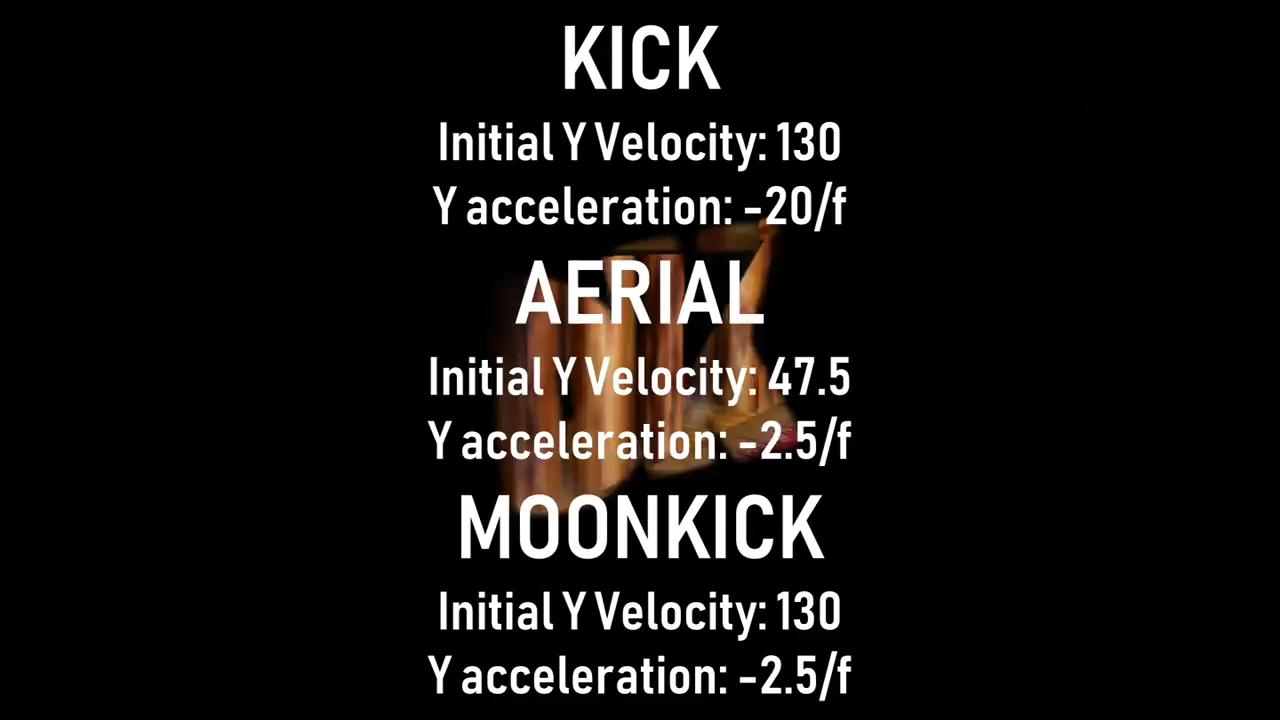 KICK
Initial Y Velocity: 130
Y acceleration: -20/f
AERIAL
Initial Y Velocity: 47.5
Y acceleration: -2.5/f
MOONKICK
Initial Y Velocity: 130
Y acceleration: -2.5/f